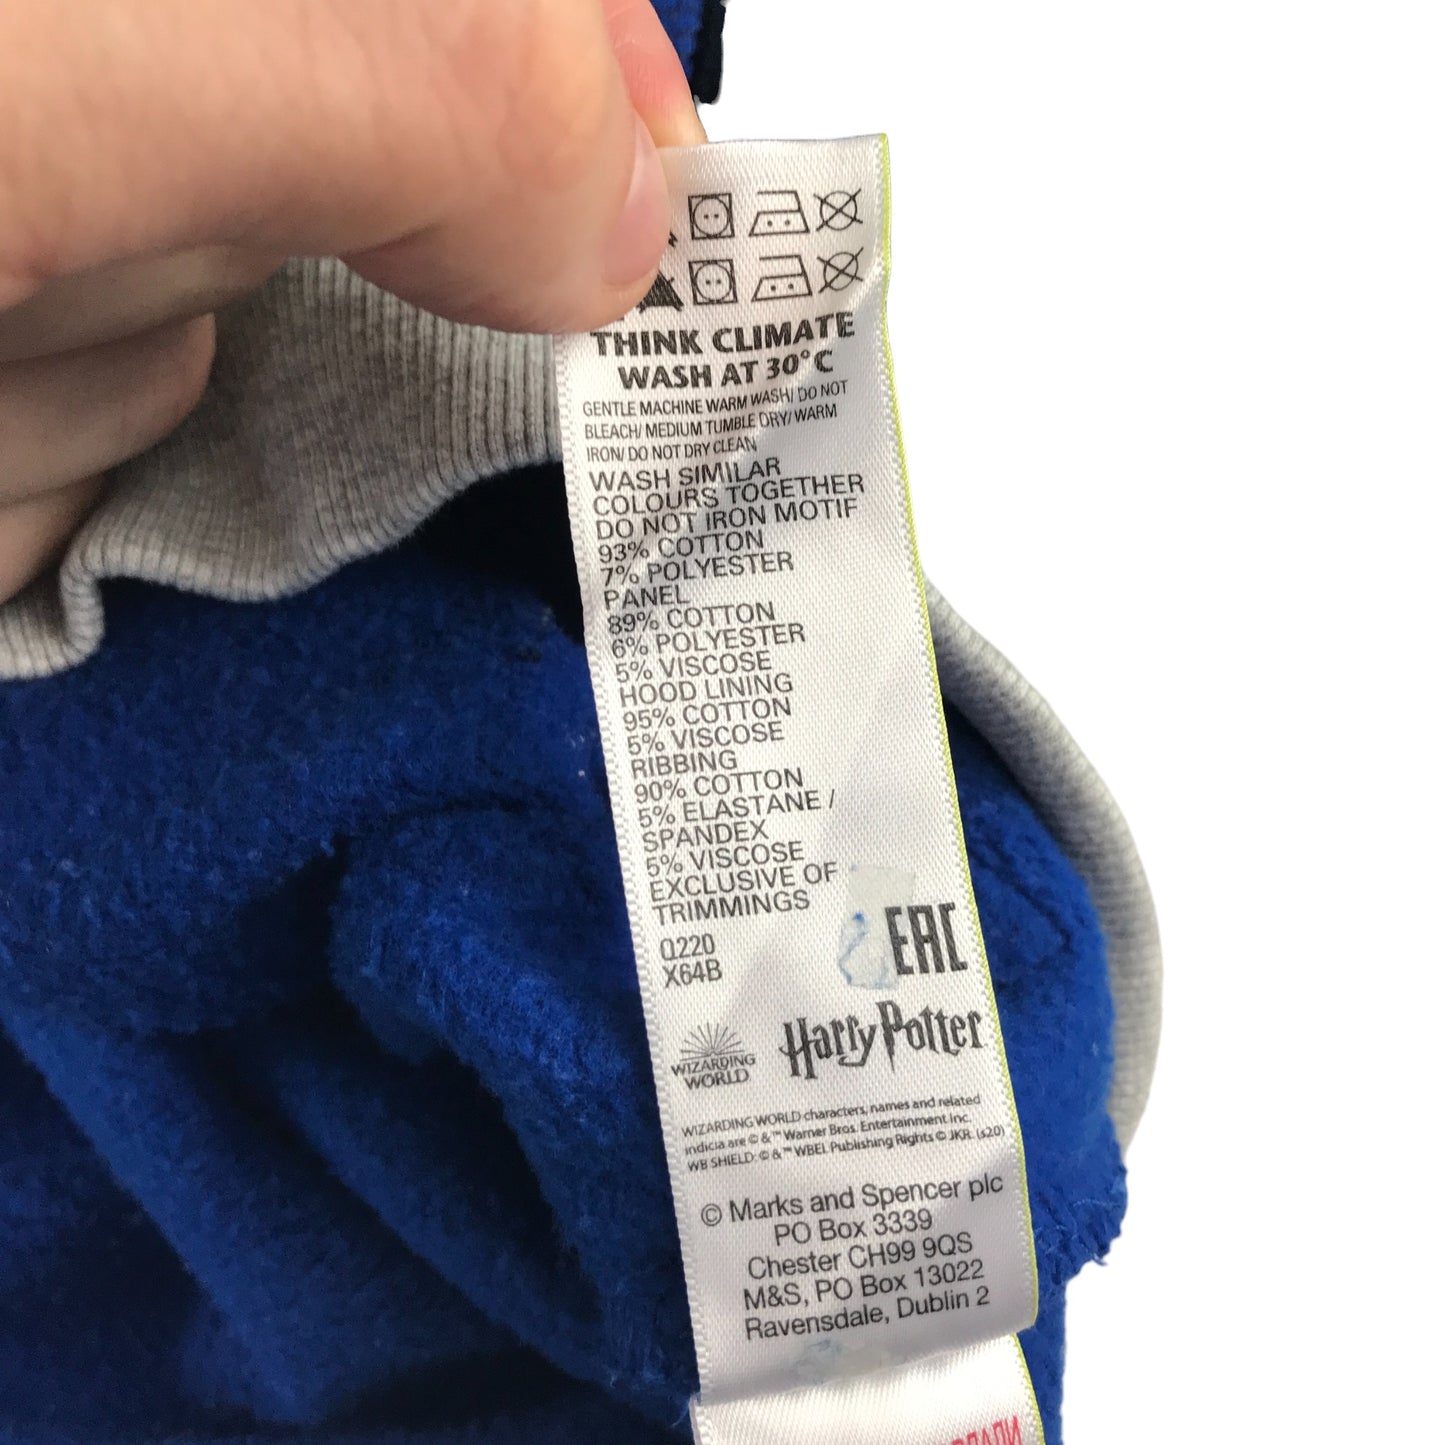 THINK CLIMATE
WASH AT 30°C
GENTLE MACHINE WARM WASH/ DO NOT
BLEACH/ MEDIUM TUMBLE DRY/ WARM
IRON/ DO NOT DRY CLEAN
WASH SIMILAR
COLOURS TOGETHER
DO NOT IRON MOTIF
93% COTTON
7% POLYESTER
PANEL
89% COTTON
6% POLYESTER
5% VISCOSE
HOOD LINING
95% COTTON
5% VISCOSE
RIBBING
90% COTTON
5% ELASTANE /
SPANDEX
5% VISCOSE
EXCLUSIVE OF
TRIMMINGS
Q220
X64B
EAC
WIZARDING
WORLD
Harry Potter
WIZARDING WORLD characters, names and related
indicia are © & ™ Warner Bros. Entertainment Inc.
WB SHIELD: © & ™ WBEI. Publishing Rights © JKR. (s20)
© Marks and Spencer plc
PO Box 3339
Chester CH99 9QS
M&S, PO Box 13022
Ravensdale, Dublin 2